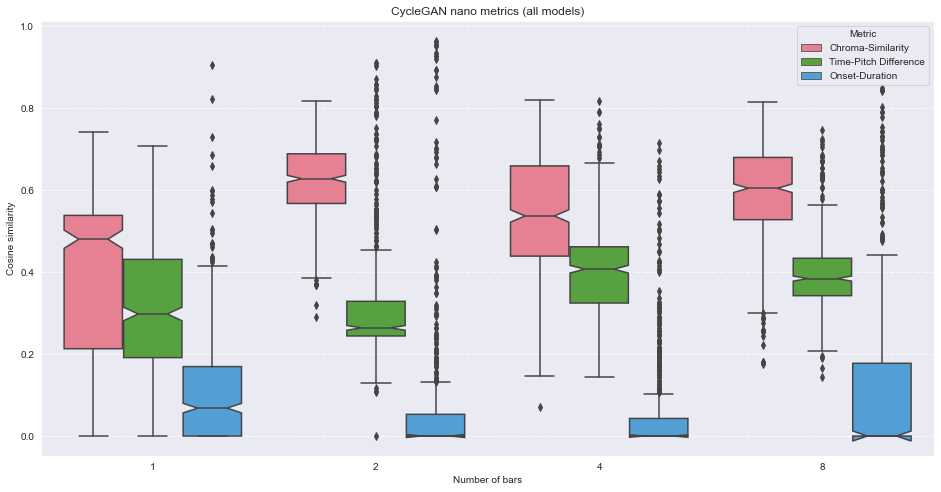 CycleGAN nano metrics (all models)
Metric
Chroma-Similarity
Time-Pitch Difference
Onset-Duration
Cosine similarity
1.0
0.8
0.6
0.4
0.2
0.0
1 2 4 8
Number of bars